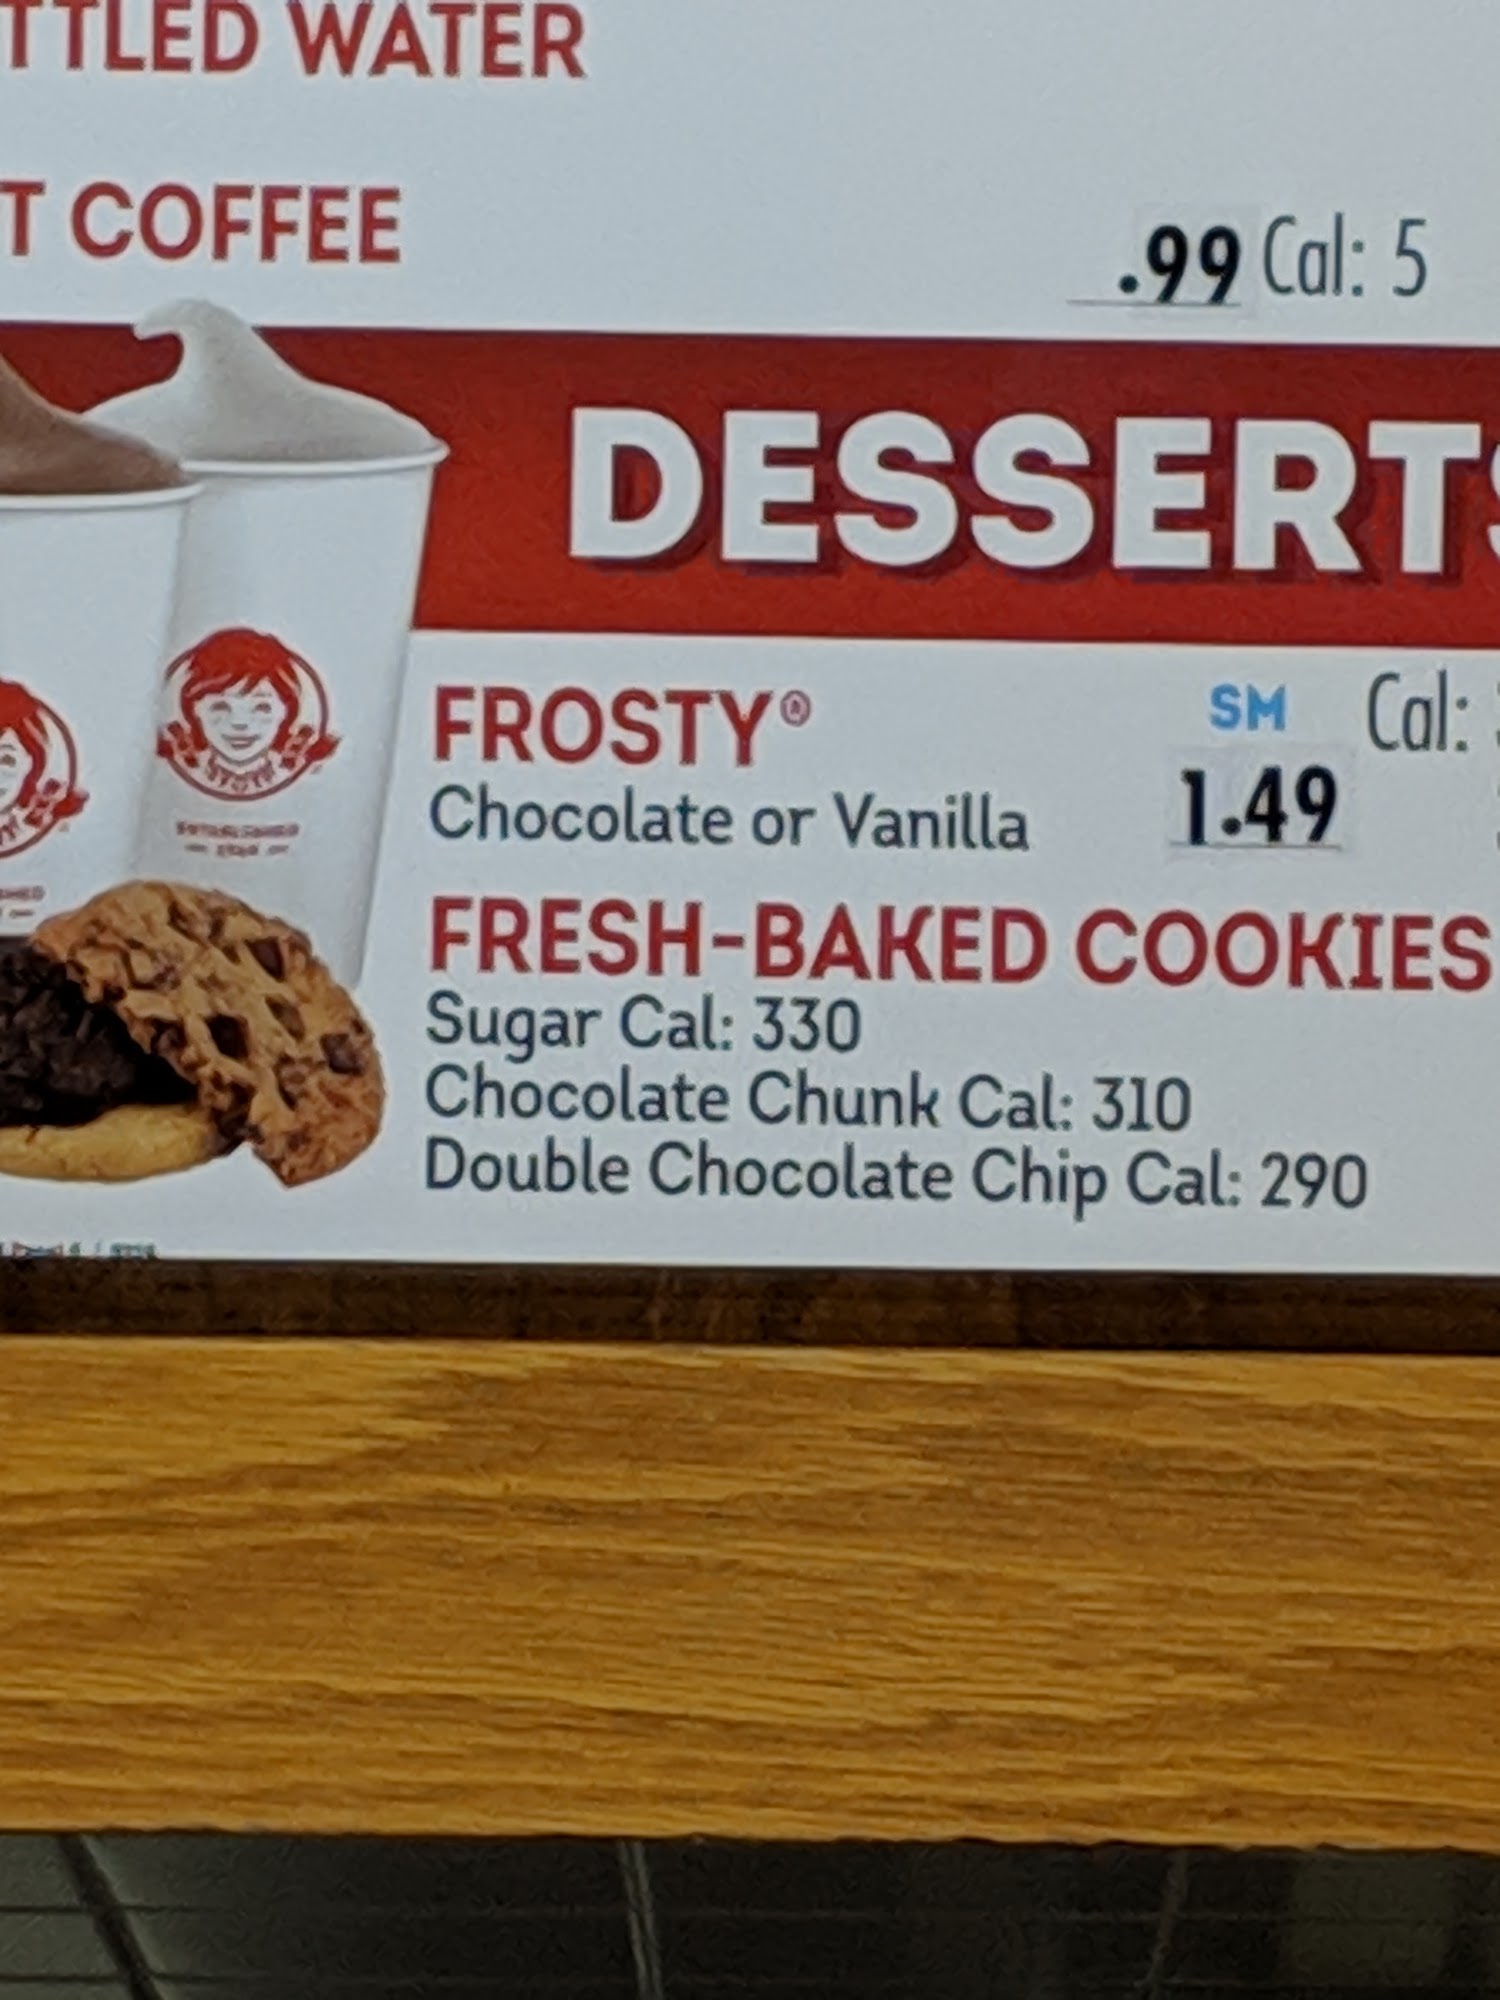 TTLED WATER
T COFFEE
.99 Cal: 5
DESSERTS
FROSTY®
SM Cal:
Chocolate or Vanilla 1.49
FRESH-BAKED COOKIES
Sugar Cal: 330
Chocolate Chunk Cal: 310
Double Chocolate Chip Cal: 290